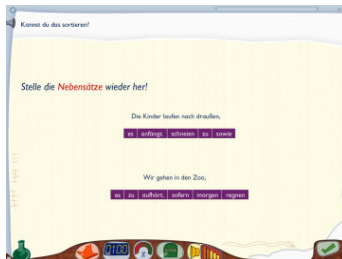 Kannst du das sortieren?
Stelle die Nebensätze wieder her!
Die Kinder laufen nach draußen,
es anfängt, schneien zu sowie
Wir gehen in den Zoo,
es zu aufhört, sofern morgen regnen